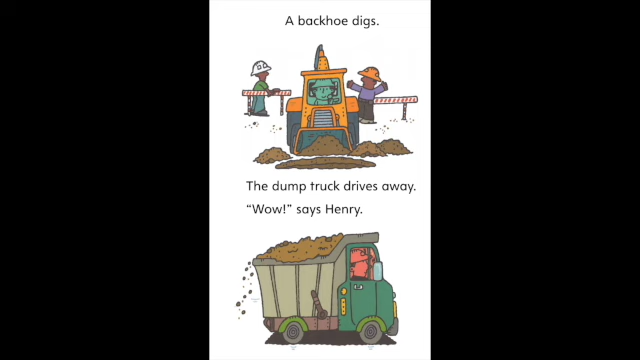 A backhoe digs.
The dump truck drives away.
“Wow!” says Henry.